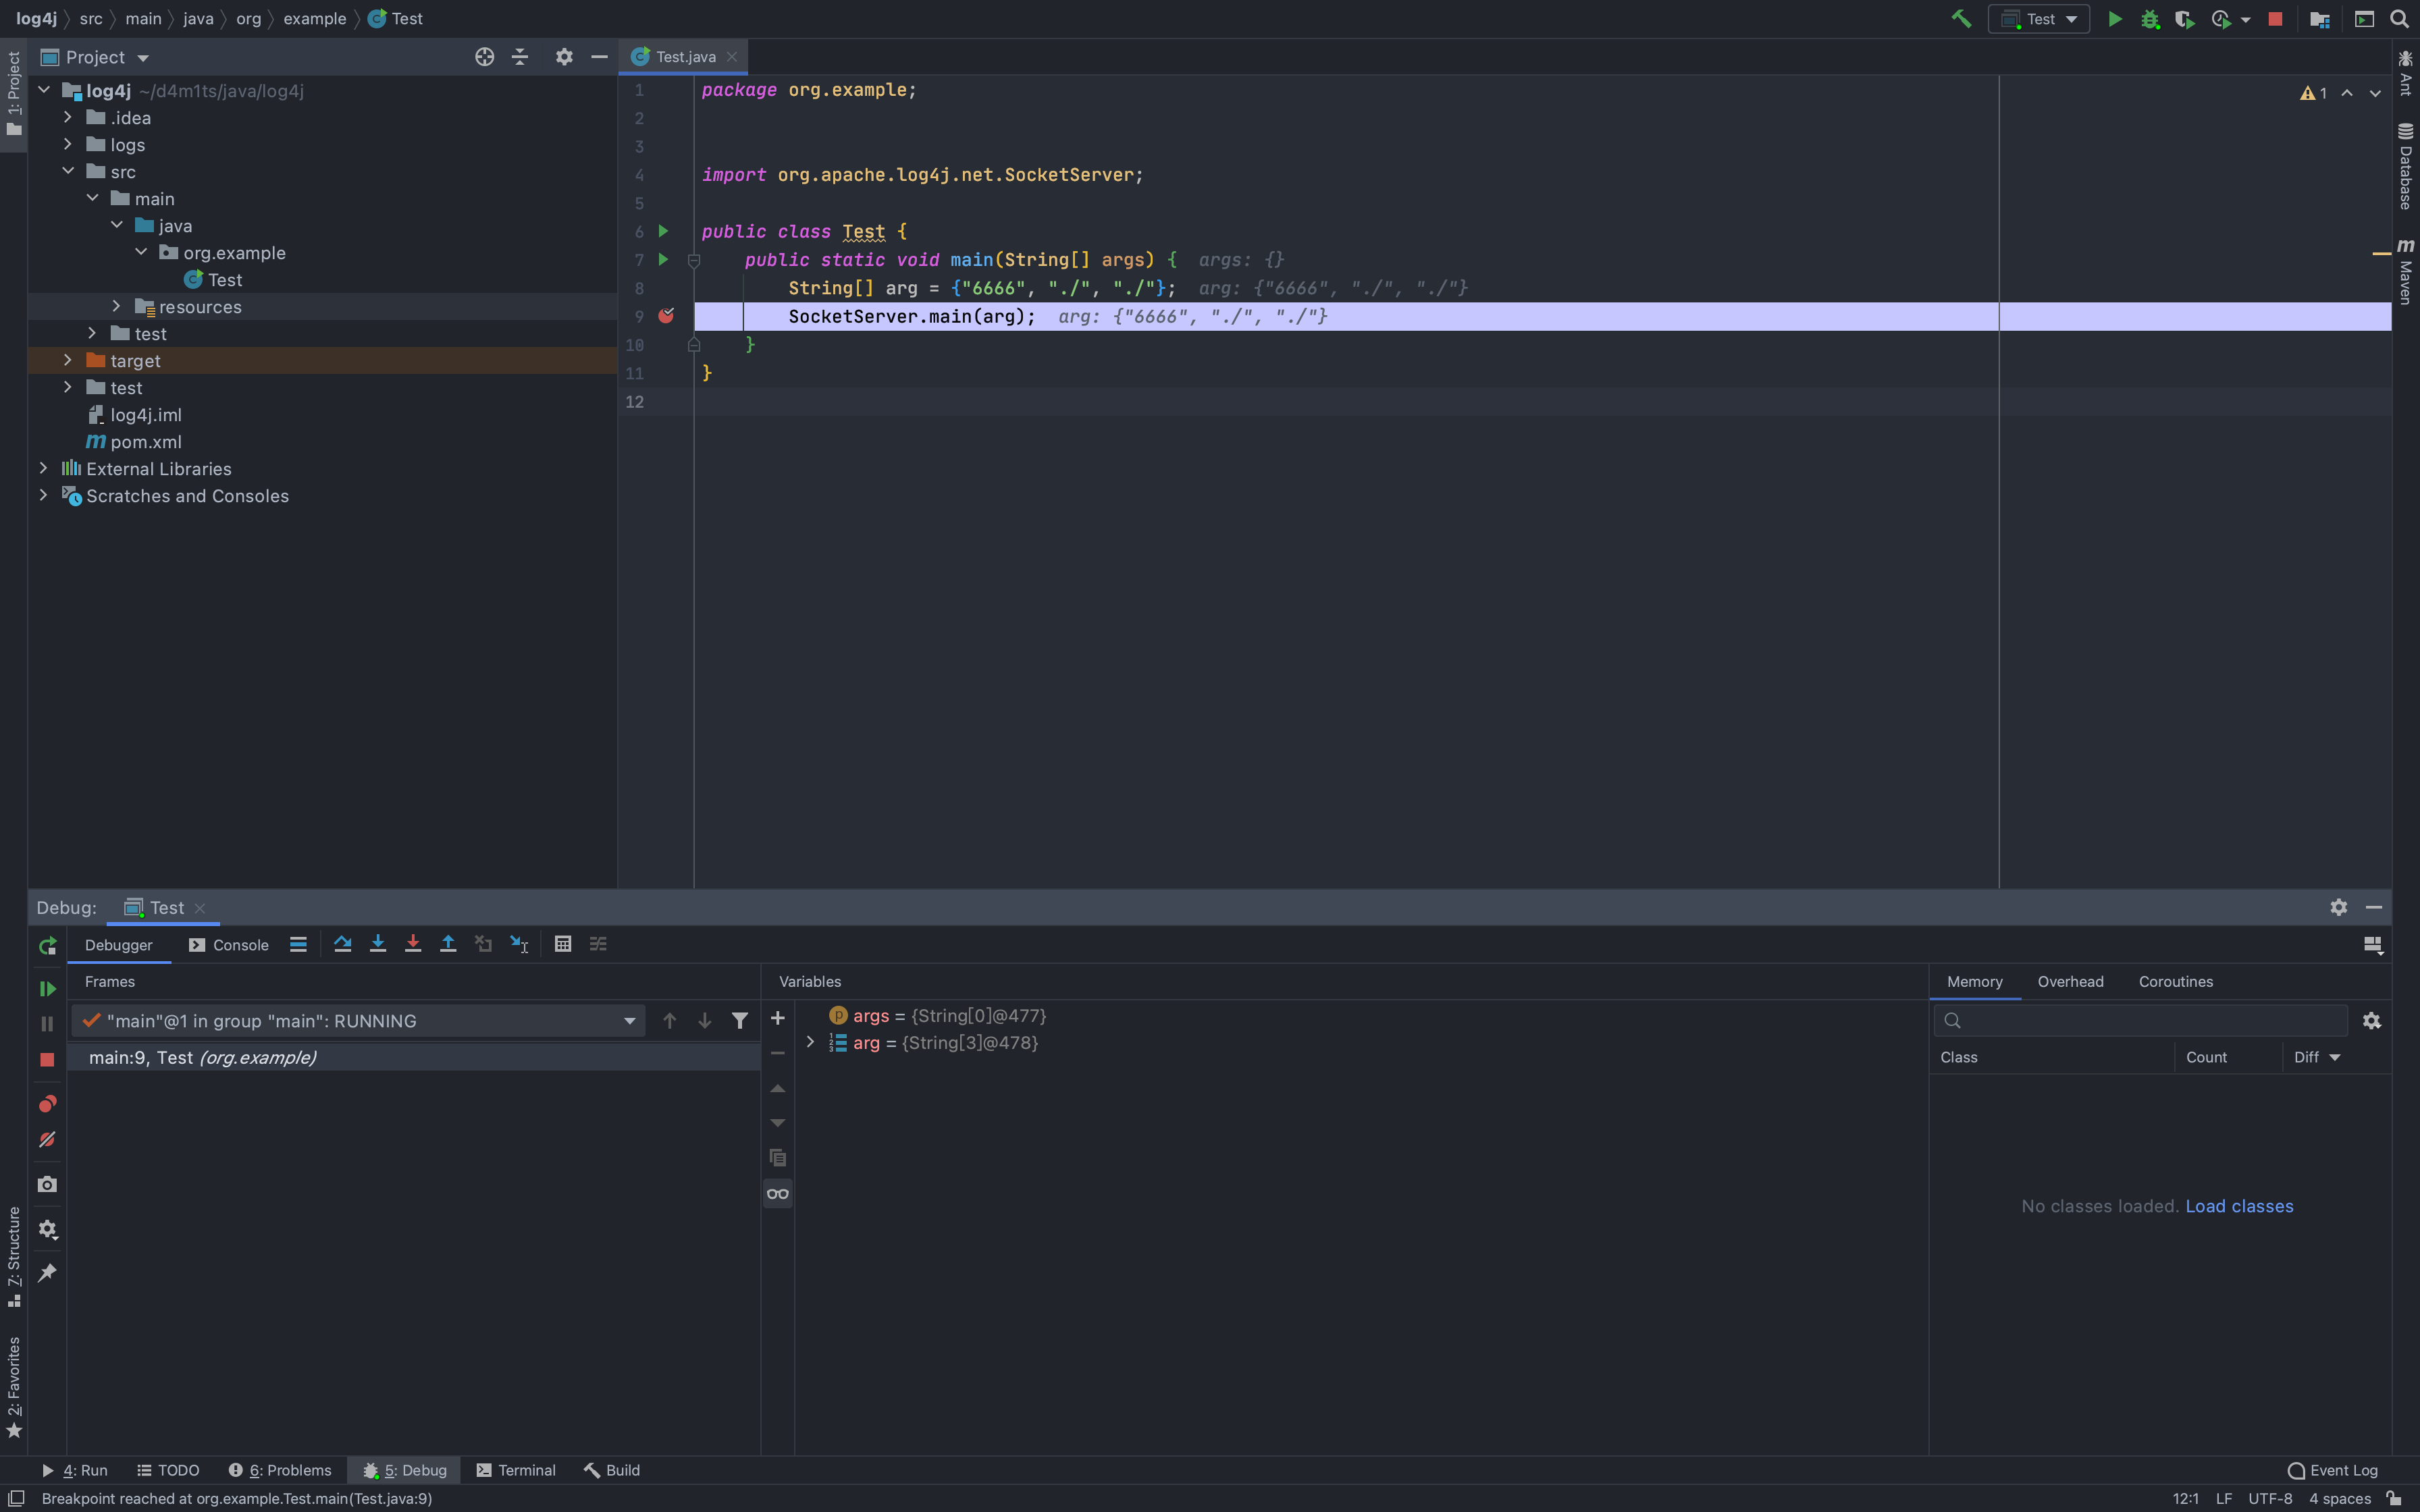 log4j src main java org example Test
Test
Project
Test.java
1: Project
log4j ~/d4m1ts/java/log4j
.idea
logs
src
main
java
org.example
Test
resources
test
target
test
log4j.iml
pom.xml
External Libraries
Scratches and Consoles
1 package org.example;
2
3
4 import org.apache.log4j.net.SocketServer;
5
6 public class Test {
7 public static void main(String[] args) { args: {}
8 String[] arg = {"6666", "./", "./"}; arg: {"6666", "./", "./"}
9 SocketServer.main(arg); arg: {"6666", "./", "./"}
10 }
11 }
12
1
Ant
Database
m Maven
Debug: Test
Debugger Console
Frames
"main"@1 in group "main": RUNNING
main:9, Test (org.example)
Variables
args = {String[0]@477}
arg = {String[3]@478}
Memory Overhead Coroutines
Class Count Diff
No classes loaded. Load classes
7: Structure
2: Favorites
4: Run TODO 6: Problems 5: Debug Terminal Build
Event Log
Breakpoint reached at org.example.Test.main(Test.java:9)
12:1 LF UTF-8 4 spaces